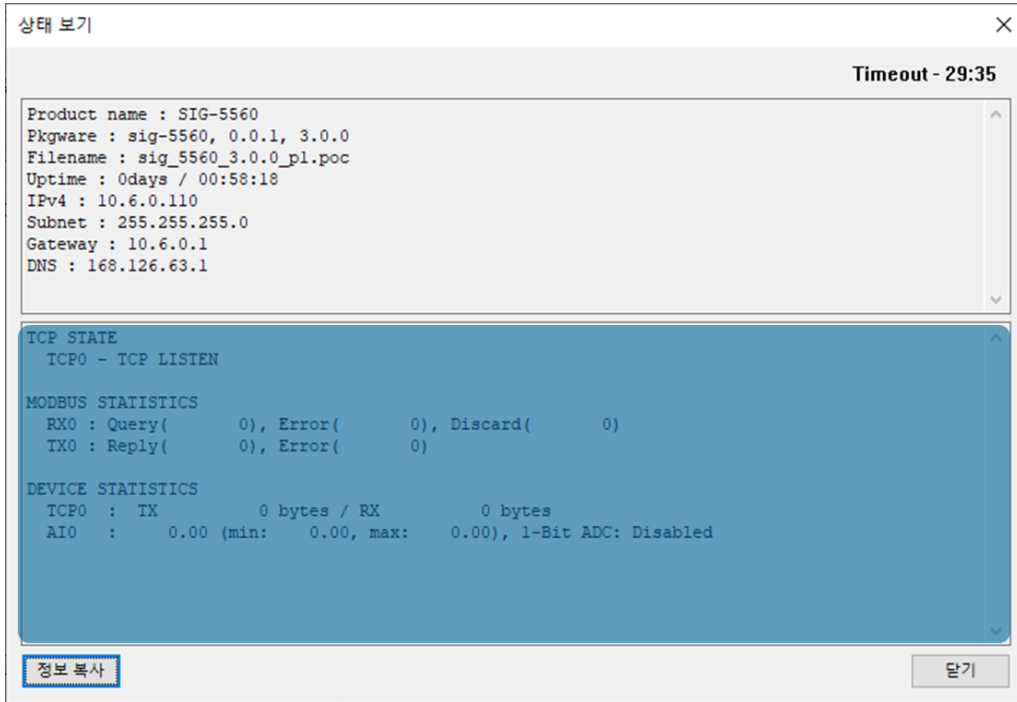 상태 보기
Timeout - 29:35
Product name : SIG-5560
Pkgware : sig-5560, 0.0.1, 3.0.0
Filename : sig_5560_3.0.0_p1.poc
Uptime : 0days / 00:58:18
IPv4 : 10.6.0.110
Subnet : 255.255.255.0
Gateway : 10.6.0.1
DNS : 168.126.63.1
TCP STATE
TCP0 - TCP LISTEN
MODBUS STATISTICS
RX0 : Query( 0), Error( 0), Discard( 0)
TX0 : Reply( 0), Error( 0)
DEVICE STATISTICS
TCP0 : TX 0 bytes / RX 0 bytes
AI0 : 0.00 (min: 0.00, max: 0.00), 1-Bit ADC: Disabled
정보 복사
닫기